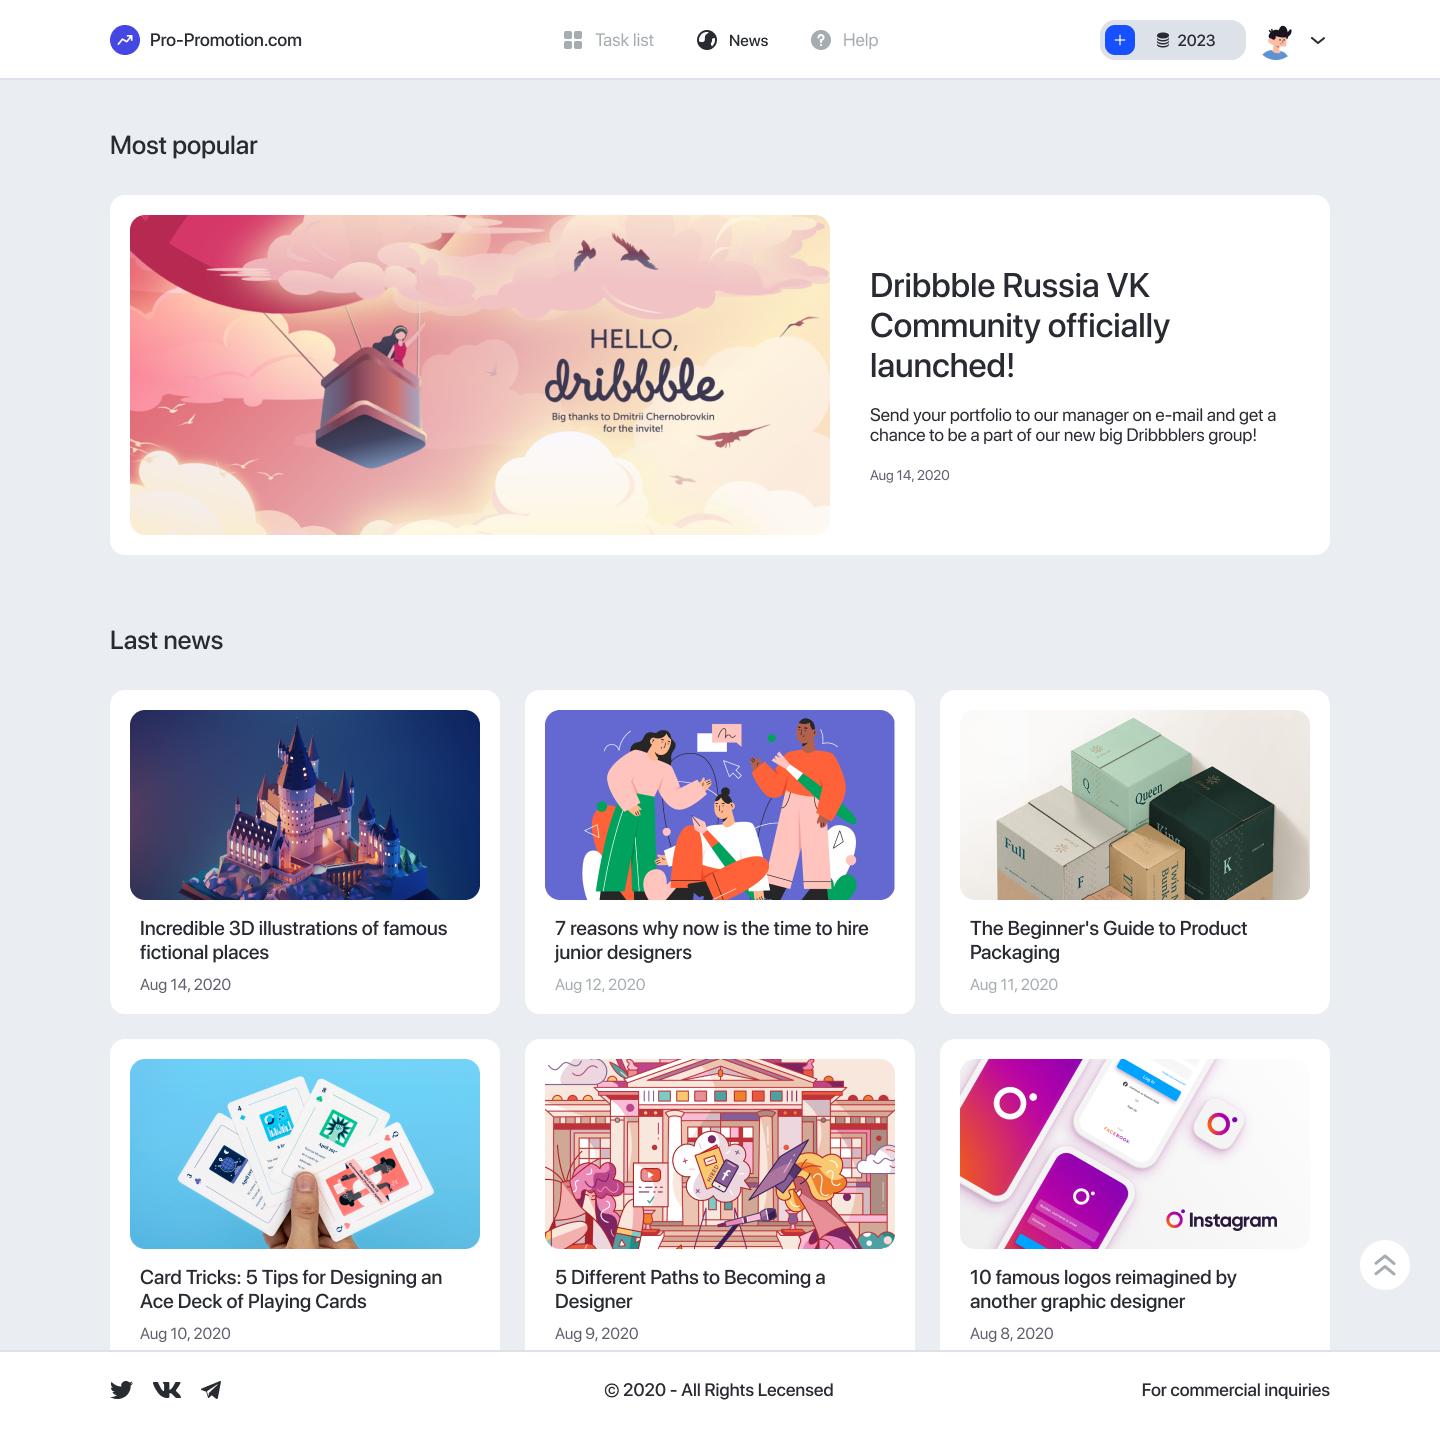 Pro-Promotion.com
Task list
News
Help
2023
Most popular
HELLO,
dribbble
Big thanks to Dmitrii Chernobrovkin
for the invite!
Dribbble Russia VK
Community officially
launched!
Send your portfolio to our manager on e-mail and get a
chance to be a part of our new big Dribbblers group!
Aug 14, 2020
Last news
Queen
Q
Full
F
King
K
Incredible 3D illustrations of famous
fictional places
Aug 14, 2020
7 reasons why now is the time to hire
junior designers
Aug 12, 2020
The Beginner's Guide to Product
Packaging
Aug 11, 2020
Log In
FACEBOOK
Instagram
Card Tricks: 5 Tips for Designing an
Ace Deck of Playing Cards
Aug 10, 2020
5 Different Paths to Becoming a
Designer
Aug 9, 2020
10 famous logos reimagined by
another graphic designer
Aug 8, 2020
© 2020 - All Rights Lecensed
For commercial inquiries